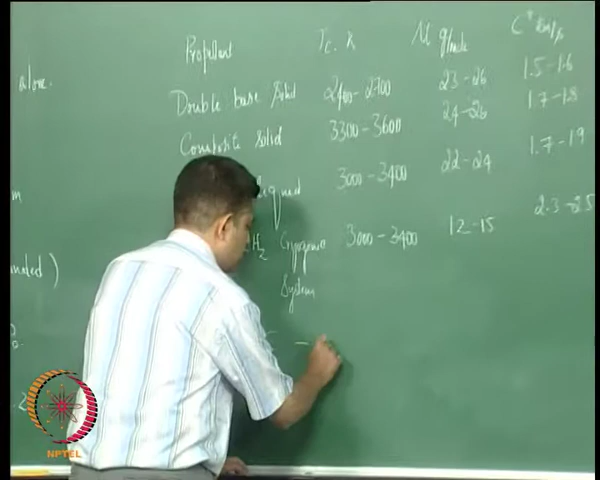 alone.
Propellant Tc. K M g/mole C* km/s
Double base Solid 2400-2700 23-26 1.5-1.6
Composite Solid 3300-3600 24-26 1.7-1.8
3000-3400 22-24 1.7-1.9
H2 Cryogenic 3000-3400 12-15 2.3-2.5
System
NPTEL